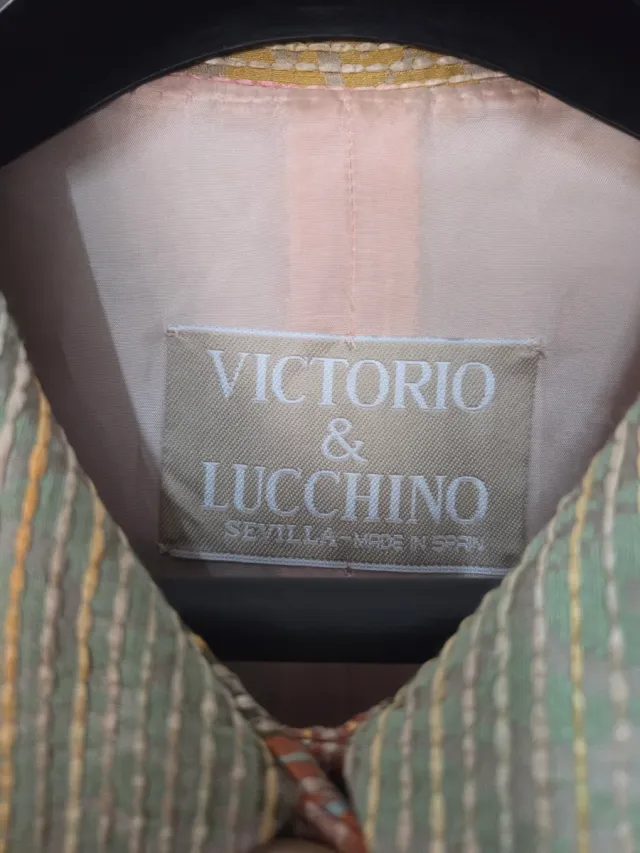 VICTORIO
&
LUCCHINO
SEVILLA-MADE IN SPAIN